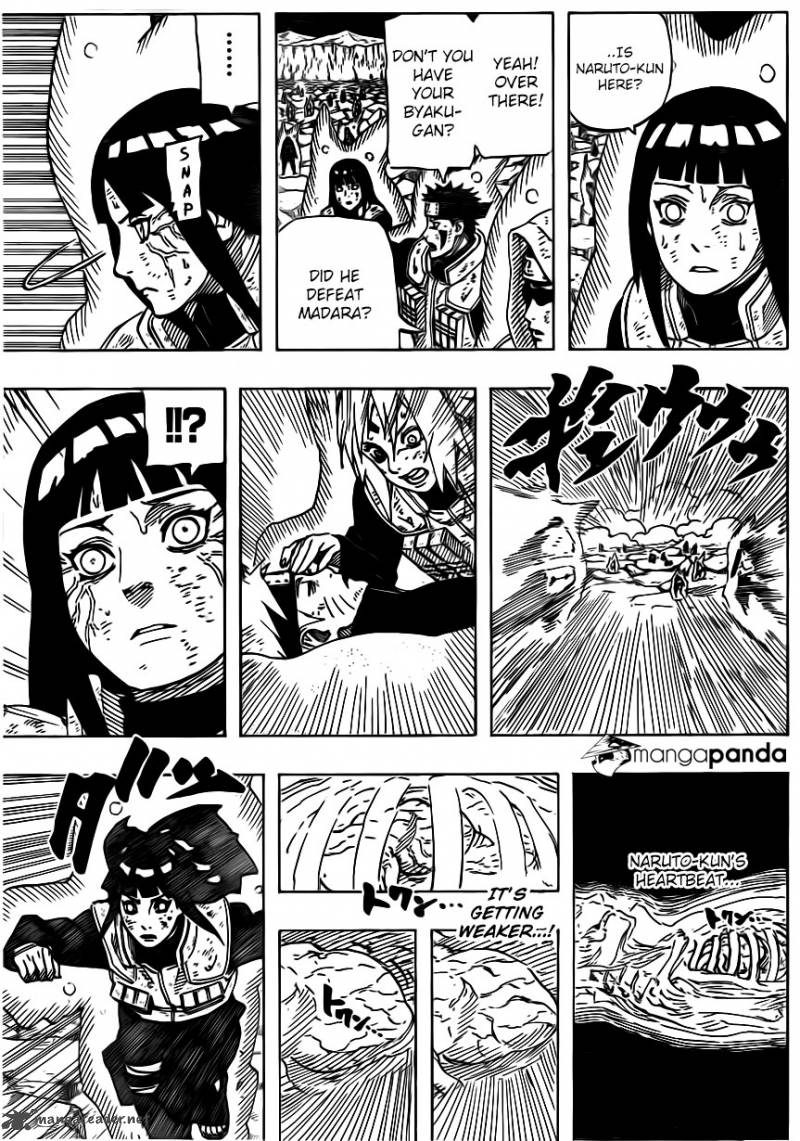 ..IS
NARUTO-KUN
HERE?
YEAH!
OVER
THERE!
DON'T YOU
HAVE
YOUR
BYAKU-
GAN?
DID HE
DEFEAT
MADARA?
......
SNAP
ギュウウウ
!!?
mangapanda
NARUTO-KUN'S
HEARTBEAT...
トクン...
トクン...
IT'S
GETTING
WEAKER...!
トクン...
ダッ
mangareader.net